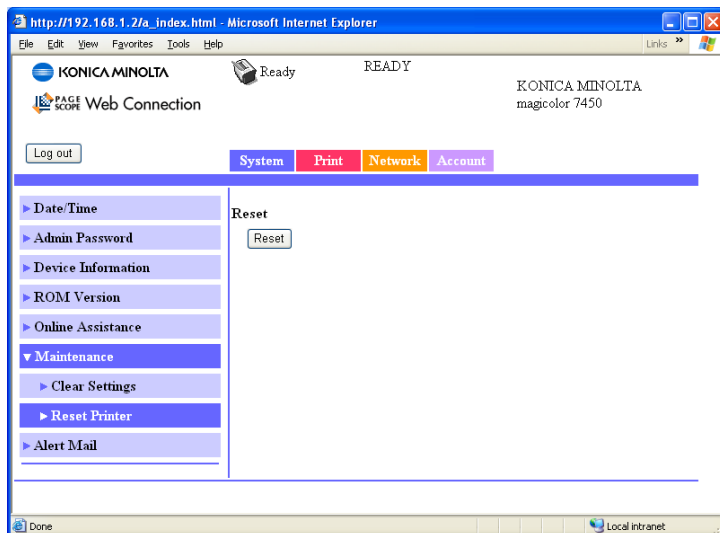 http://192.168.1.2/a_index.html - Microsoft Internet Explorer
File Edit View Favorites Tools Help
Links »
KONICA MINOLTA
PAGE SCOPE Web Connection
Ready
READY
KONICA MINOLTA
magicolor 7450
Log out
System Print Network Account
Date/Time
Admin Password
Device Information
ROM Version
Online Assistance
Maintenance
Clear Settings
Reset Printer
Alert Mail
Reset
Reset
Done
Local intranet